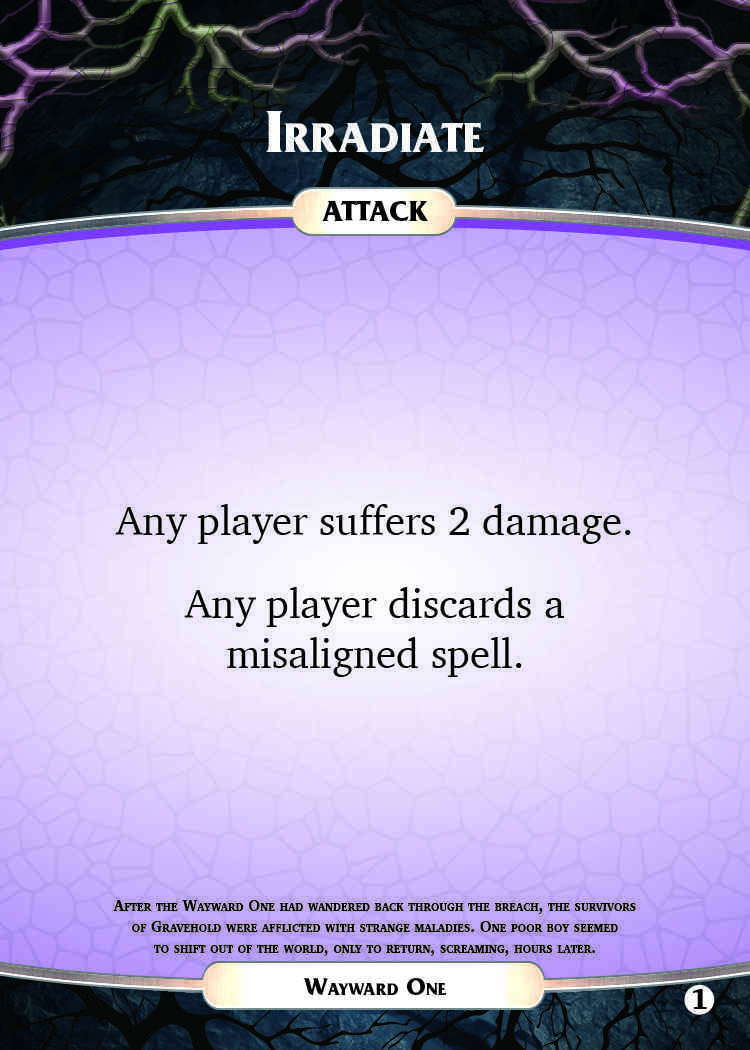 Irradiate
ATTACK
Any player suffers 2 damage.
Any player discards a
misaligned spell.
After the Wayward One had wandered back through the breach, the survivors
of Gravehold were afflicted with strange maladies. One poor boy seemed
to shift out of the world, only to return, screaming, hours later.
Wayward One
1